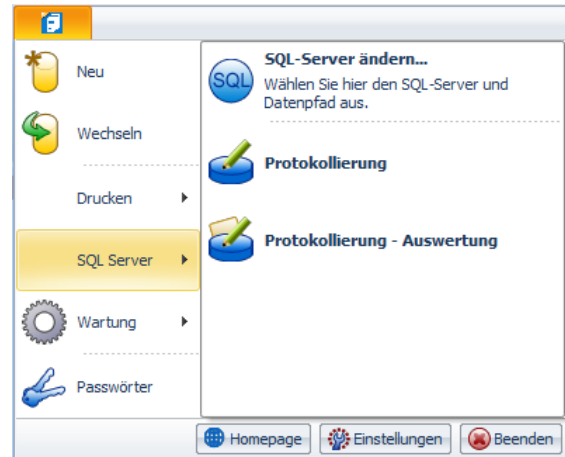 Neu
Wechseln
Drucken
SQL Server
Wartung
Passwörter
SQL
SQL-Server ändern...
Wählen Sie hier den SQL-Server und
Datenpfad aus.
Protokollierung
Protokollierung - Auswertung
Homepage
Einstellungen
Beenden